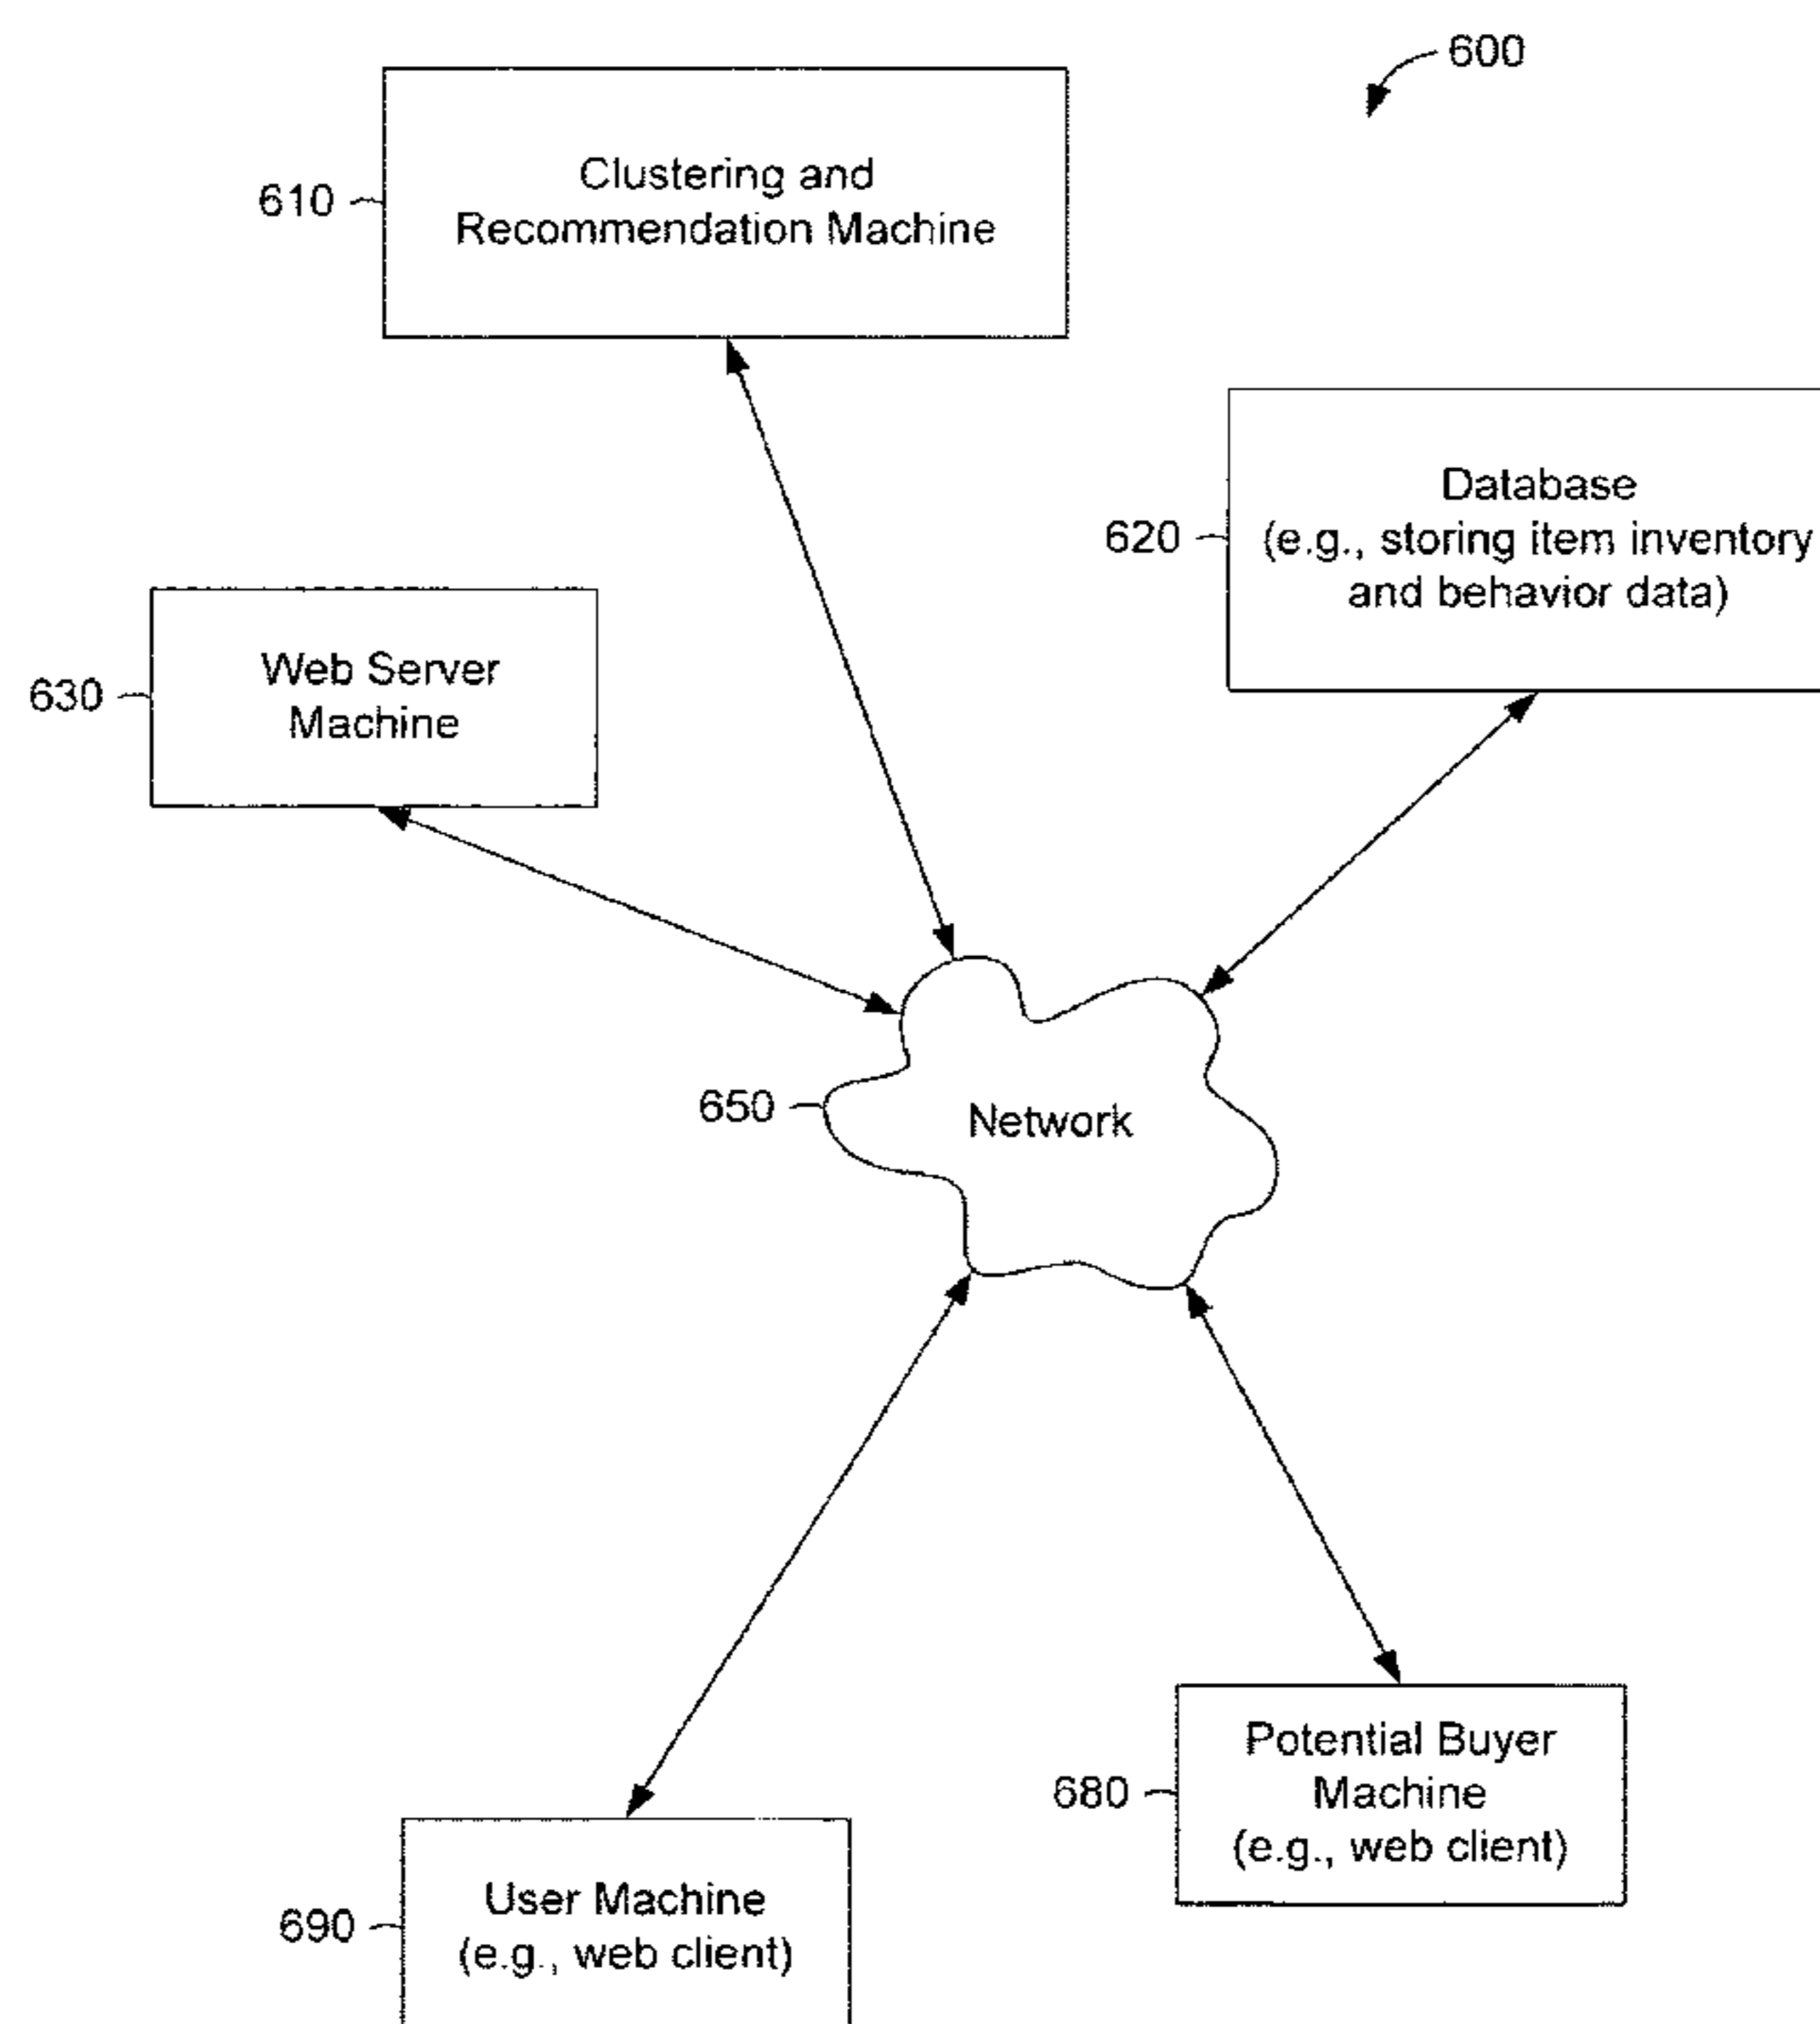 600
610
Clustering and
Recommendation Machine
620
Database
(e.g., storing item inventory
and behavior data)
630
Web Server
Machine
650
Network
680
Potential Buyer
Machine
(e.g., web client)
690
User Machine
(e.g., web client)